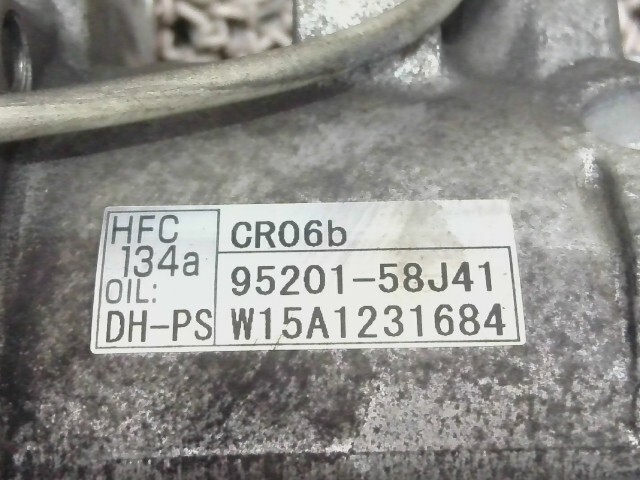 HFC
134a
OIL:
DH-PS
CR06b
95201-58J41
W15A1231684